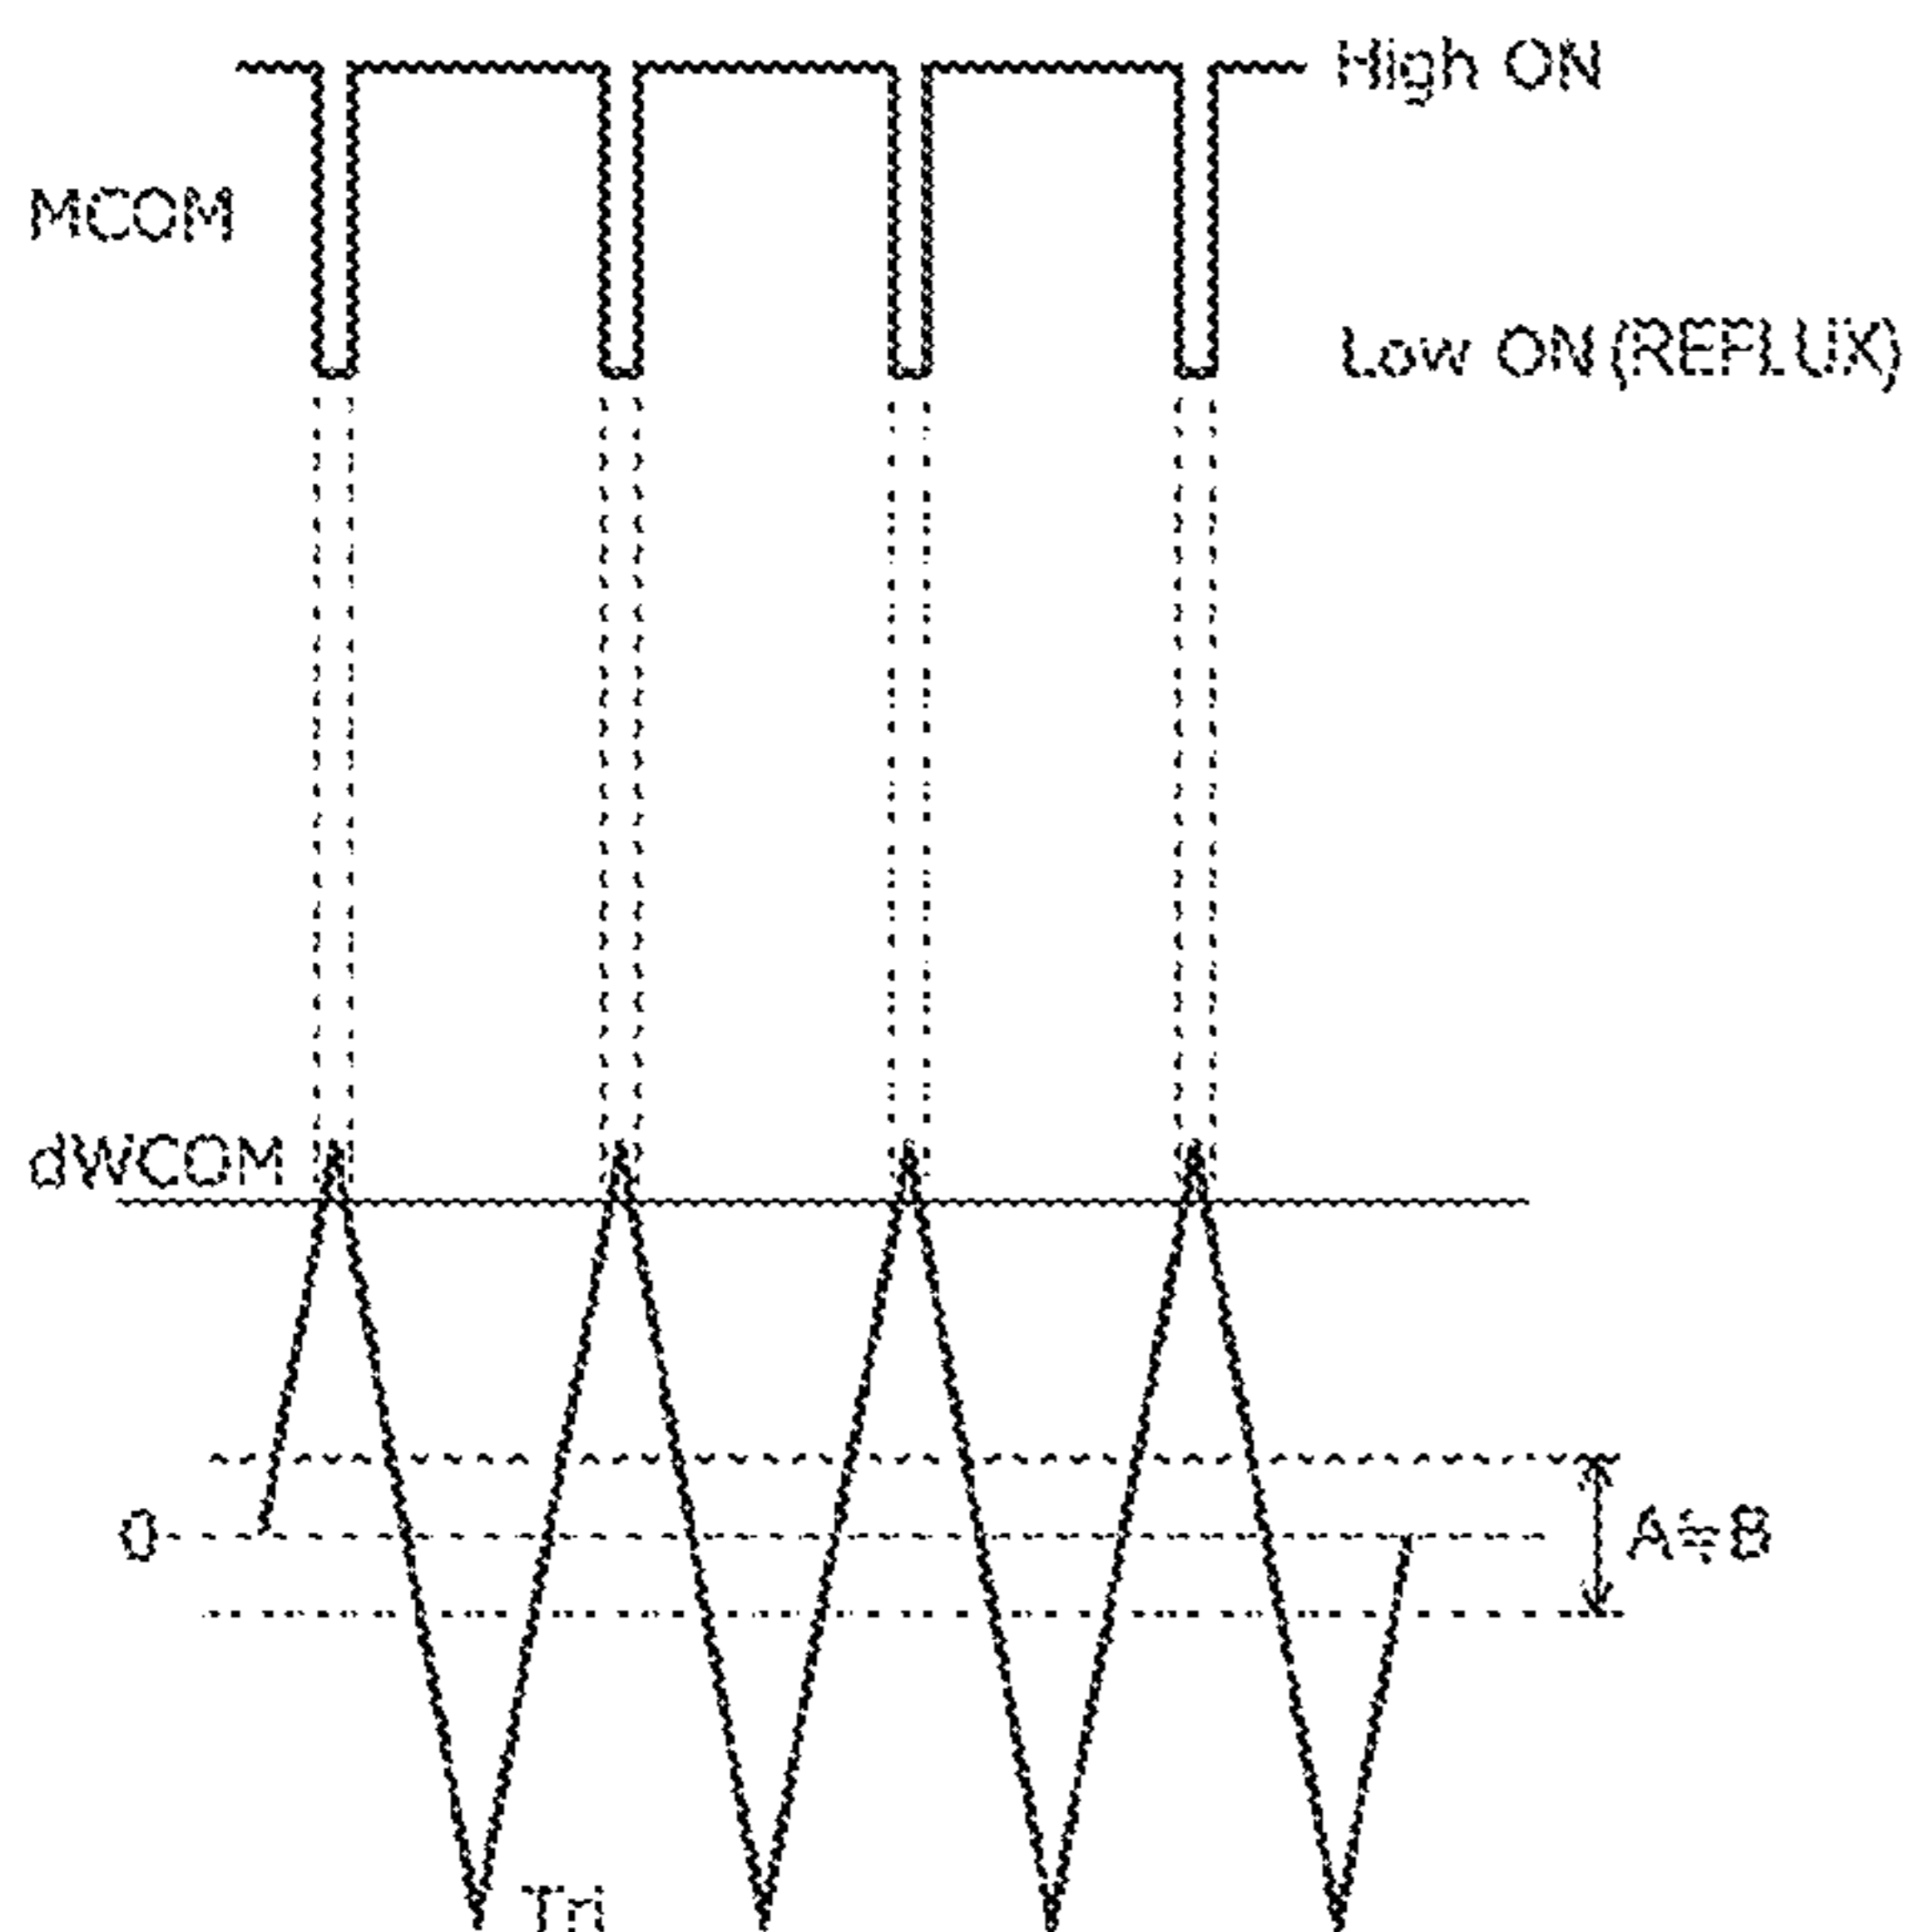 High ON
MCOM
Low ON (REFLUX)
dWCOM
0
A≒B
Tri